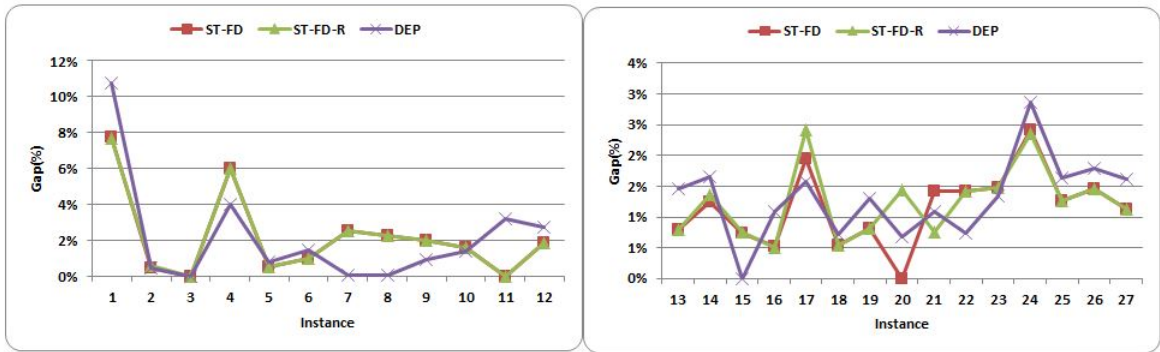 ST-FD ST-FD-R DEP
12%
10%
8%
6%
4%
2%
0%
Gap(%)
1 2 3 4 5 6 7 8 9 10 11 12
Instance
ST-FD ST-FD-R DEP
4%
3%
3%
2%
2%
1%
1%
0%
Gap(%)
13 14 15 16 17 18 19 20 21 22 23 24 25 26 27
Instance